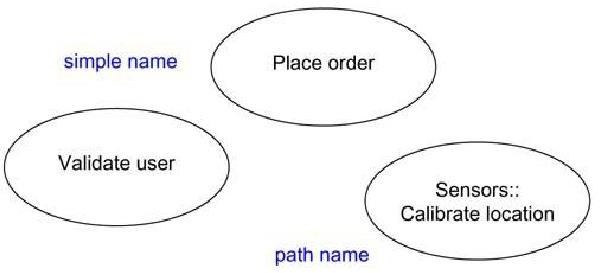 simple name
Place order
Validate user
Sensors::
Calibrate location
path name